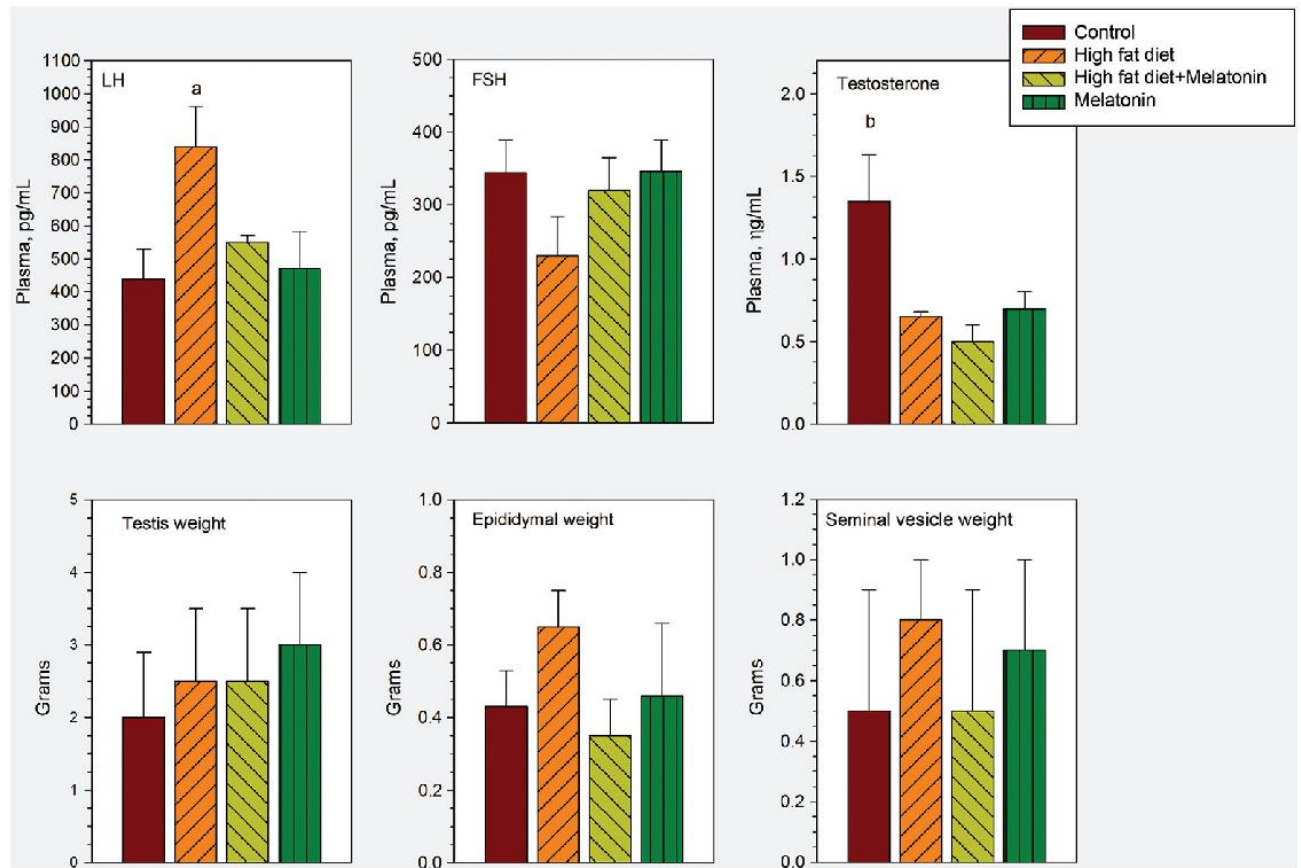 Control
High fat diet
High fat diet+Melatonin
Melatonin
LH
a
1100
1000
900
800
700
600
500
400
300
200
100
0
Plasma, pg/mL
FSH
500
400
300
200
100
0
Plasma, pg/mL
Testosterone
b
2.0
1.5
1.0
0.5
0.0
Plasma, ηg/mL
Testis weight
5
4
3
2
1
0
Grams
Epididymal weight
1.0
0.8
0.6
0.4
0.2
0.0
Grams
Seminal vesicle weight
1.2
1.0
0.8
0.6
0.4
0.2
0.0
Grams